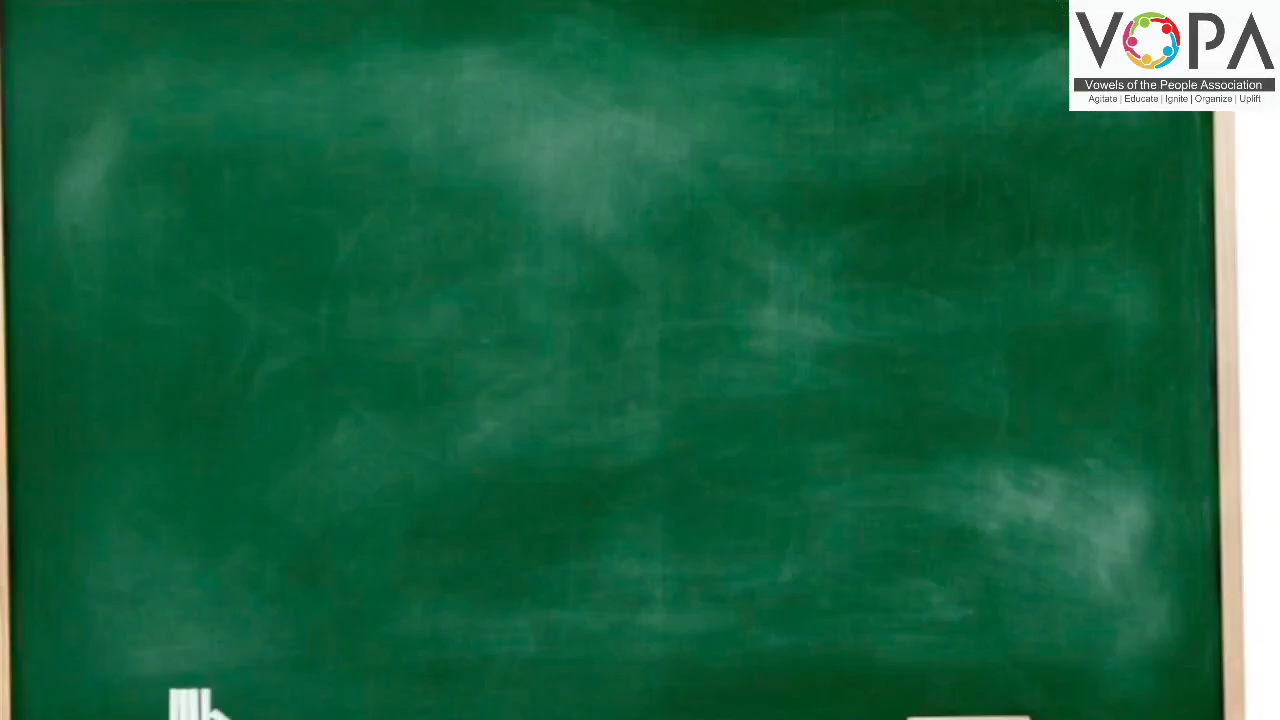 VOPA
Vowels of the People Association
Agitate | Educate | Ignite | Organize | Uplift